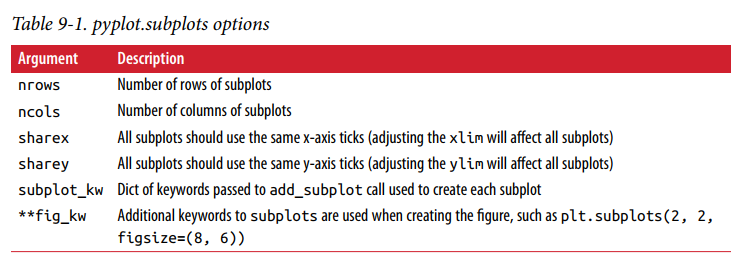 Table 9-1. pyplot.subplots options
Argument Description
nrows Number of rows of subplots
ncols Number of columns of subplots
sharex All subplots should use the same x-axis ticks (adjusting the xlim will affect all subplots)
sharey All subplots should use the same y-axis ticks (adjusting the ylim will affect all subplots)
subplot_kw Dict of keywords passed to add_subplot call used to create each subplot
**fig_kw Additional keywords to subplots are used when creating the figure, such as plt.subplots(2, 2,
figsize=(8, 6))